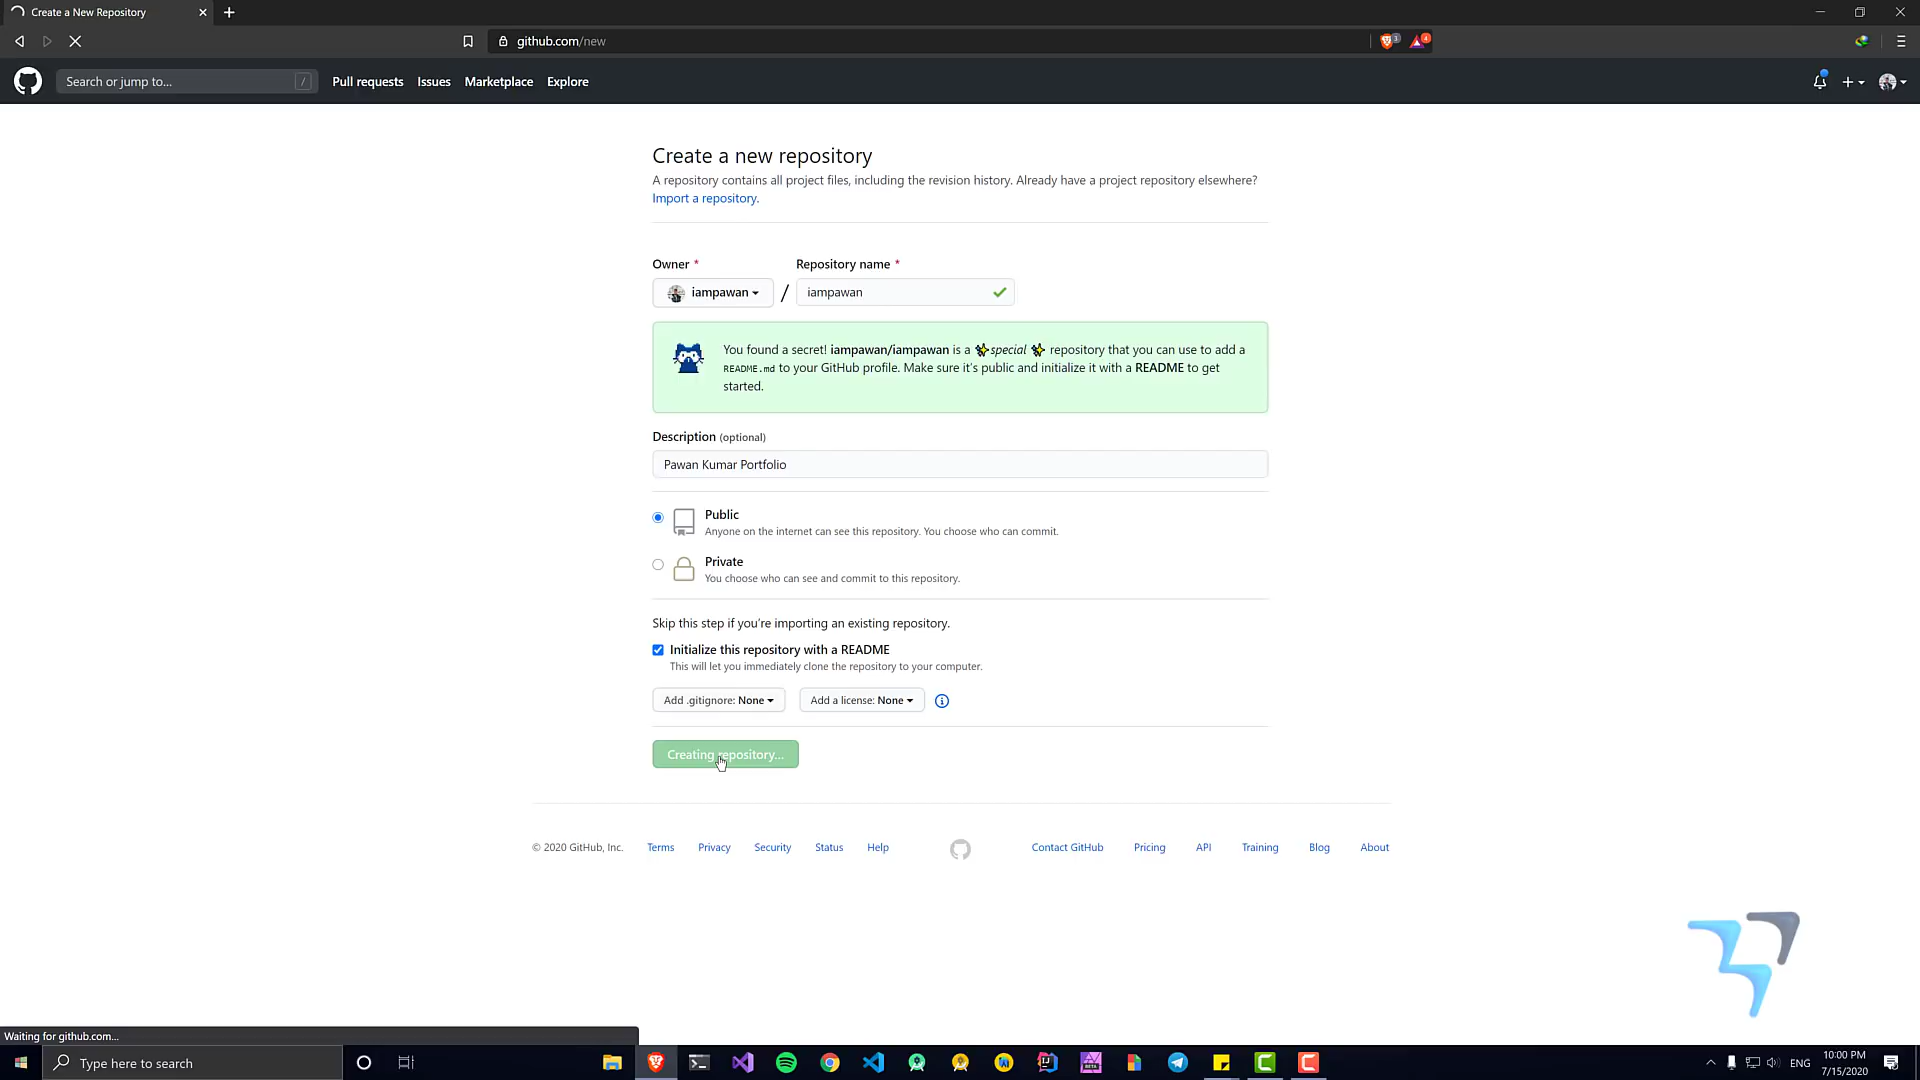 Create a New Repository
github.com/new
3
4
Search or jump to...
/
Pull requests
Issues
Marketplace
Explore
Create a new repository
A repository contains all project files, including the revision history. Already have a project repository elsewhere?
Import a repository.
Owner *
Repository name *
iampawan
/
iampawan
You found a secret! iampawan/iampawan is a ✨special ✨ repository that you can use to add a
README.md to your GitHub profile. Make sure it's public and initialize it with a README to get
started.
Description (optional)
Pawan Kumar Portfolio
Public
Anyone on the internet can see this repository. You choose who can commit.
Private
You choose who can see and commit to this repository.
Skip this step if you're importing an existing repository.
Initialize this repository with a README
This will let you immediately clone the repository to your computer.
Add .gitignore: None
Add a license: None
Creating repository...
© 2020 GitHub, Inc.
Terms
Privacy
Security
Status
Help
Contact GitHub
Pricing
API
Training
Blog
About
Waiting for github.com...
Type here to search
ENG
10:00 PM
7/15/2020